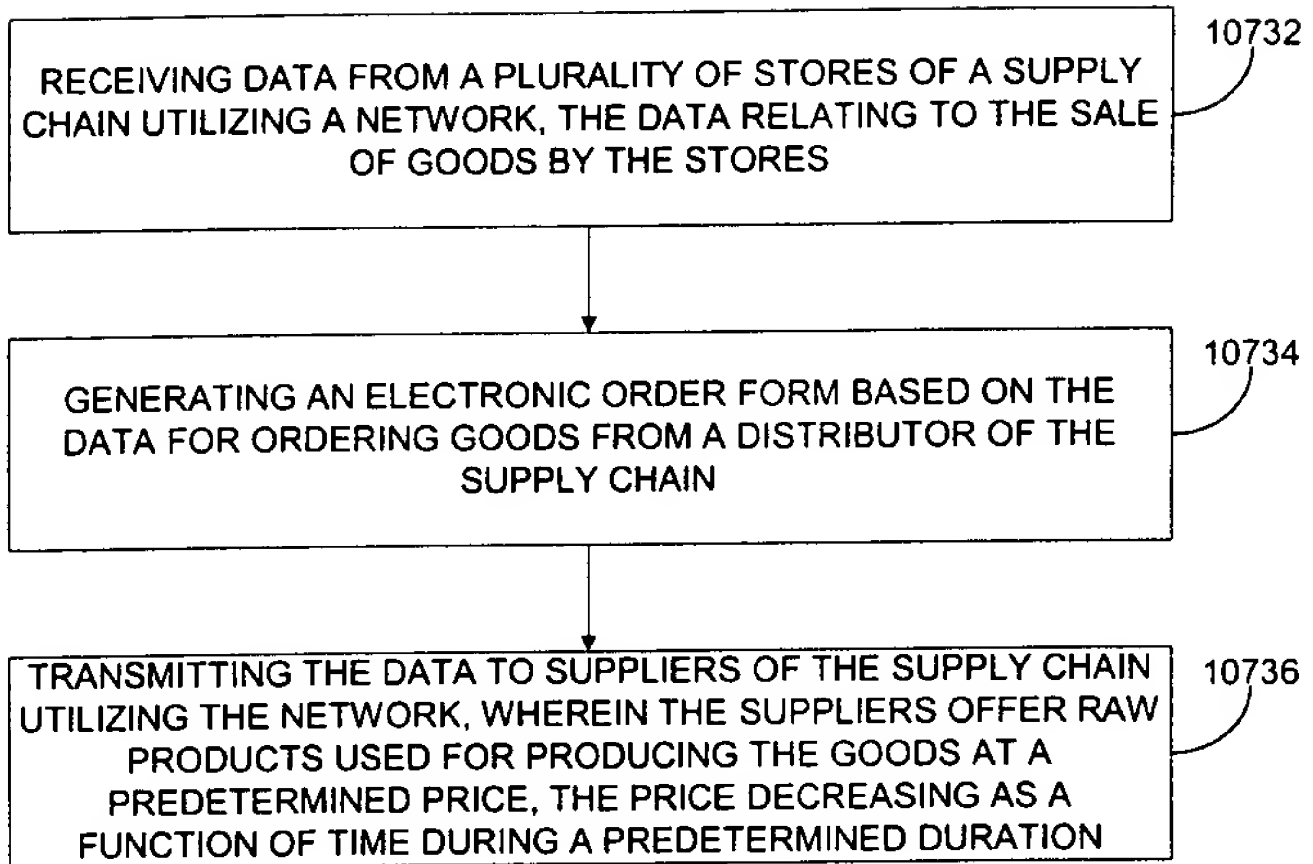 10732
RECEIVING DATA FROM A PLURALITY OF STORES OF A SUPPLY
CHAIN UTILIZING A NETWORK, THE DATA RELATING TO THE SALE
OF GOODS BY THE STORES
10734
GENERATING AN ELECTRONIC ORDER FORM BASED ON THE
DATA FOR ORDERING GOODS FROM A DISTRIBUTOR OF THE
SUPPLY CHAIN
10736
TRANSMITTING THE DATA TO SUPPLIERS OF THE SUPPLY CHAIN
UTILIZING THE NETWORK, WHEREIN THE SUPPLIERS OFFER RAW
PRODUCTS USED FOR PRODUCING THE GOODS AT A
PREDETERMINED PRICE, THE PRICE DECREASING AS A
FUNCTION OF TIME DURING A PREDETERMINED DURATION